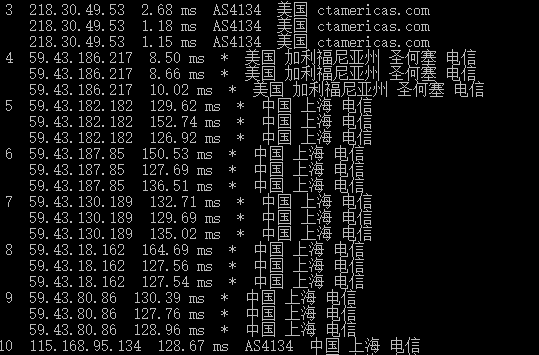 3 218.30.49.53 2.68 ms AS4134 美国 ctamericas.com
218.30.49.53 1.18 ms AS4134 美国 ctamericas.com
218.30.49.53 1.15 ms AS4134 美国 ctamericas.com
4 59.43.186.217 8.50 ms * 美国 加利福尼亚州 圣何塞 电信
59.43.186.217 8.66 ms * 美国 加利福尼亚州 圣何塞 电信
59.43.186.217 10.02 ms * 美国 加利福尼亚州 圣何塞 电信
5 59.43.182.182 129.62 ms * 中国 上海 电信
59.43.182.182 152.74 ms * 中国 上海 电信
59.43.182.182 126.92 ms * 中国 上海 电信
6 59.43.187.85 150.53 ms * 中国 上海 电信
59.43.187.85 127.69 ms * 中国 上海 电信
59.43.187.85 136.51 ms * 中国 上海 电信
7 59.43.130.189 132.71 ms * 中国 上海 电信
59.43.130.189 129.69 ms * 中国 上海 电信
59.43.130.189 135.02 ms * 中国 上海 电信
8 59.43.18.162 164.69 ms * 中国 上海 电信
59.43.18.162 127.56 ms * 中国 上海 电信
59.43.18.162 127.54 ms * 中国 上海 电信
9 59.43.80.86 130.39 ms * 中国 上海 电信
59.43.80.86 127.76 ms * 中国 上海 电信
59.43.80.86 128.96 ms * 中国 上海 电信
10 115.168.95.134 128.67 ms AS4134 中国 上海 电信